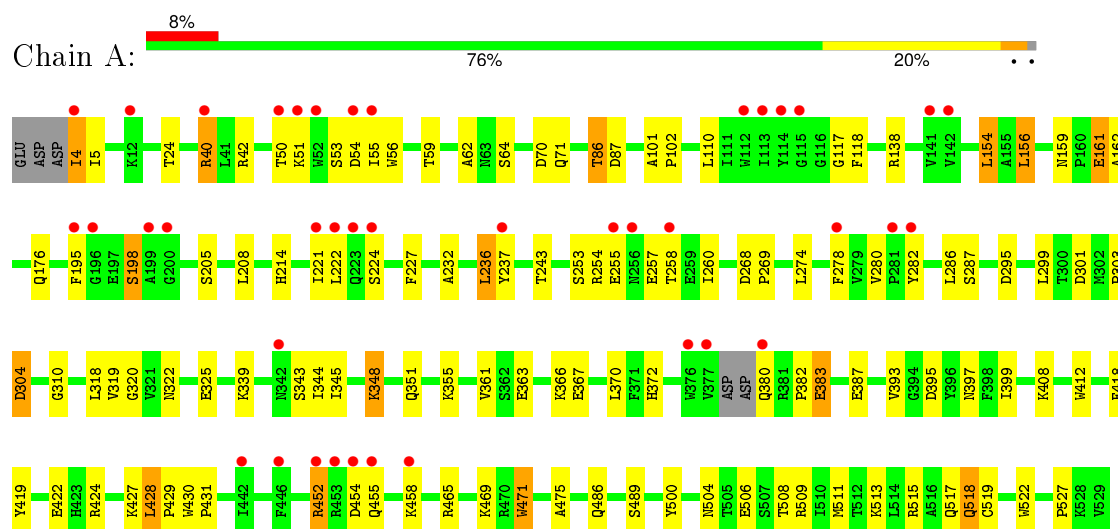 8%
Chain A:
76% 20% • •
GLU ASP ASP I4 I5 K12 T24 R40 L41 R42 T50 K51 W52 S53 D54 I55 W56 T59 A62 N63 S64 D70 Q71 T86 D87 A101 P102 L110 I111 W112 I113 Y114 G115 G116 G117 F118 R138 V141 V142 L154 A155 L156 N159 P160 E161 A162
Q176 F195 G196 E197 S198 A199 G200 S205 L208 H214 I221 L222 Q223 S224 F227 A232 L236 Y237 T243 S253 R254 E255 N256 E257 T258 E259 I260 D268 P269 L274 F278 V279 V280 P281 Y282 L286 S287 D295 L299 T300 D301 M302 P303
D304 G310 L318 V319 G320 V321 N322 E325 K339 N342 S343 I344 I345 K348 Q351 K355 V361 S362 E363 K366 E367 L370 F371 H372 W376 V377 ASP ASP Q380 R381 P382 E383 E387 V393 G394 D395 Y396 N397 F398 I399 K408 W412 E418
Y419 E422 H423 R424 K427 L428 P429 W430 P431 I442 F446 R452 R453 D454 Q455 K458 R465 K469 R470 W471 A475 Q486 S489 Y500 N504 T505 E506 S507 T508 R509 I510 M511 T512 K513 L514 R515 A516 Q517 Q518 C519 W522 P527 K528 V529